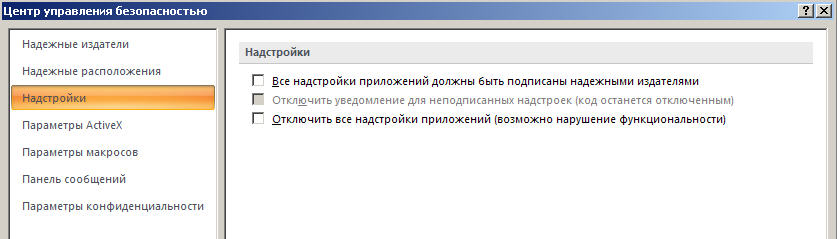 Центр управления безопасностью
Надежные издатели
Надежные расположения
Надстройки
Параметры ActiveX
Параметры макросов
Панель сообщений
Параметры конфиденциальности
Надстройки
Все надстройки приложений должны быть подписаны надежными издателями
Отключить уведомление для неподписанных надстроек (код останется отключенным)
Отключить все надстройки приложений (возможно нарушение функциональности)